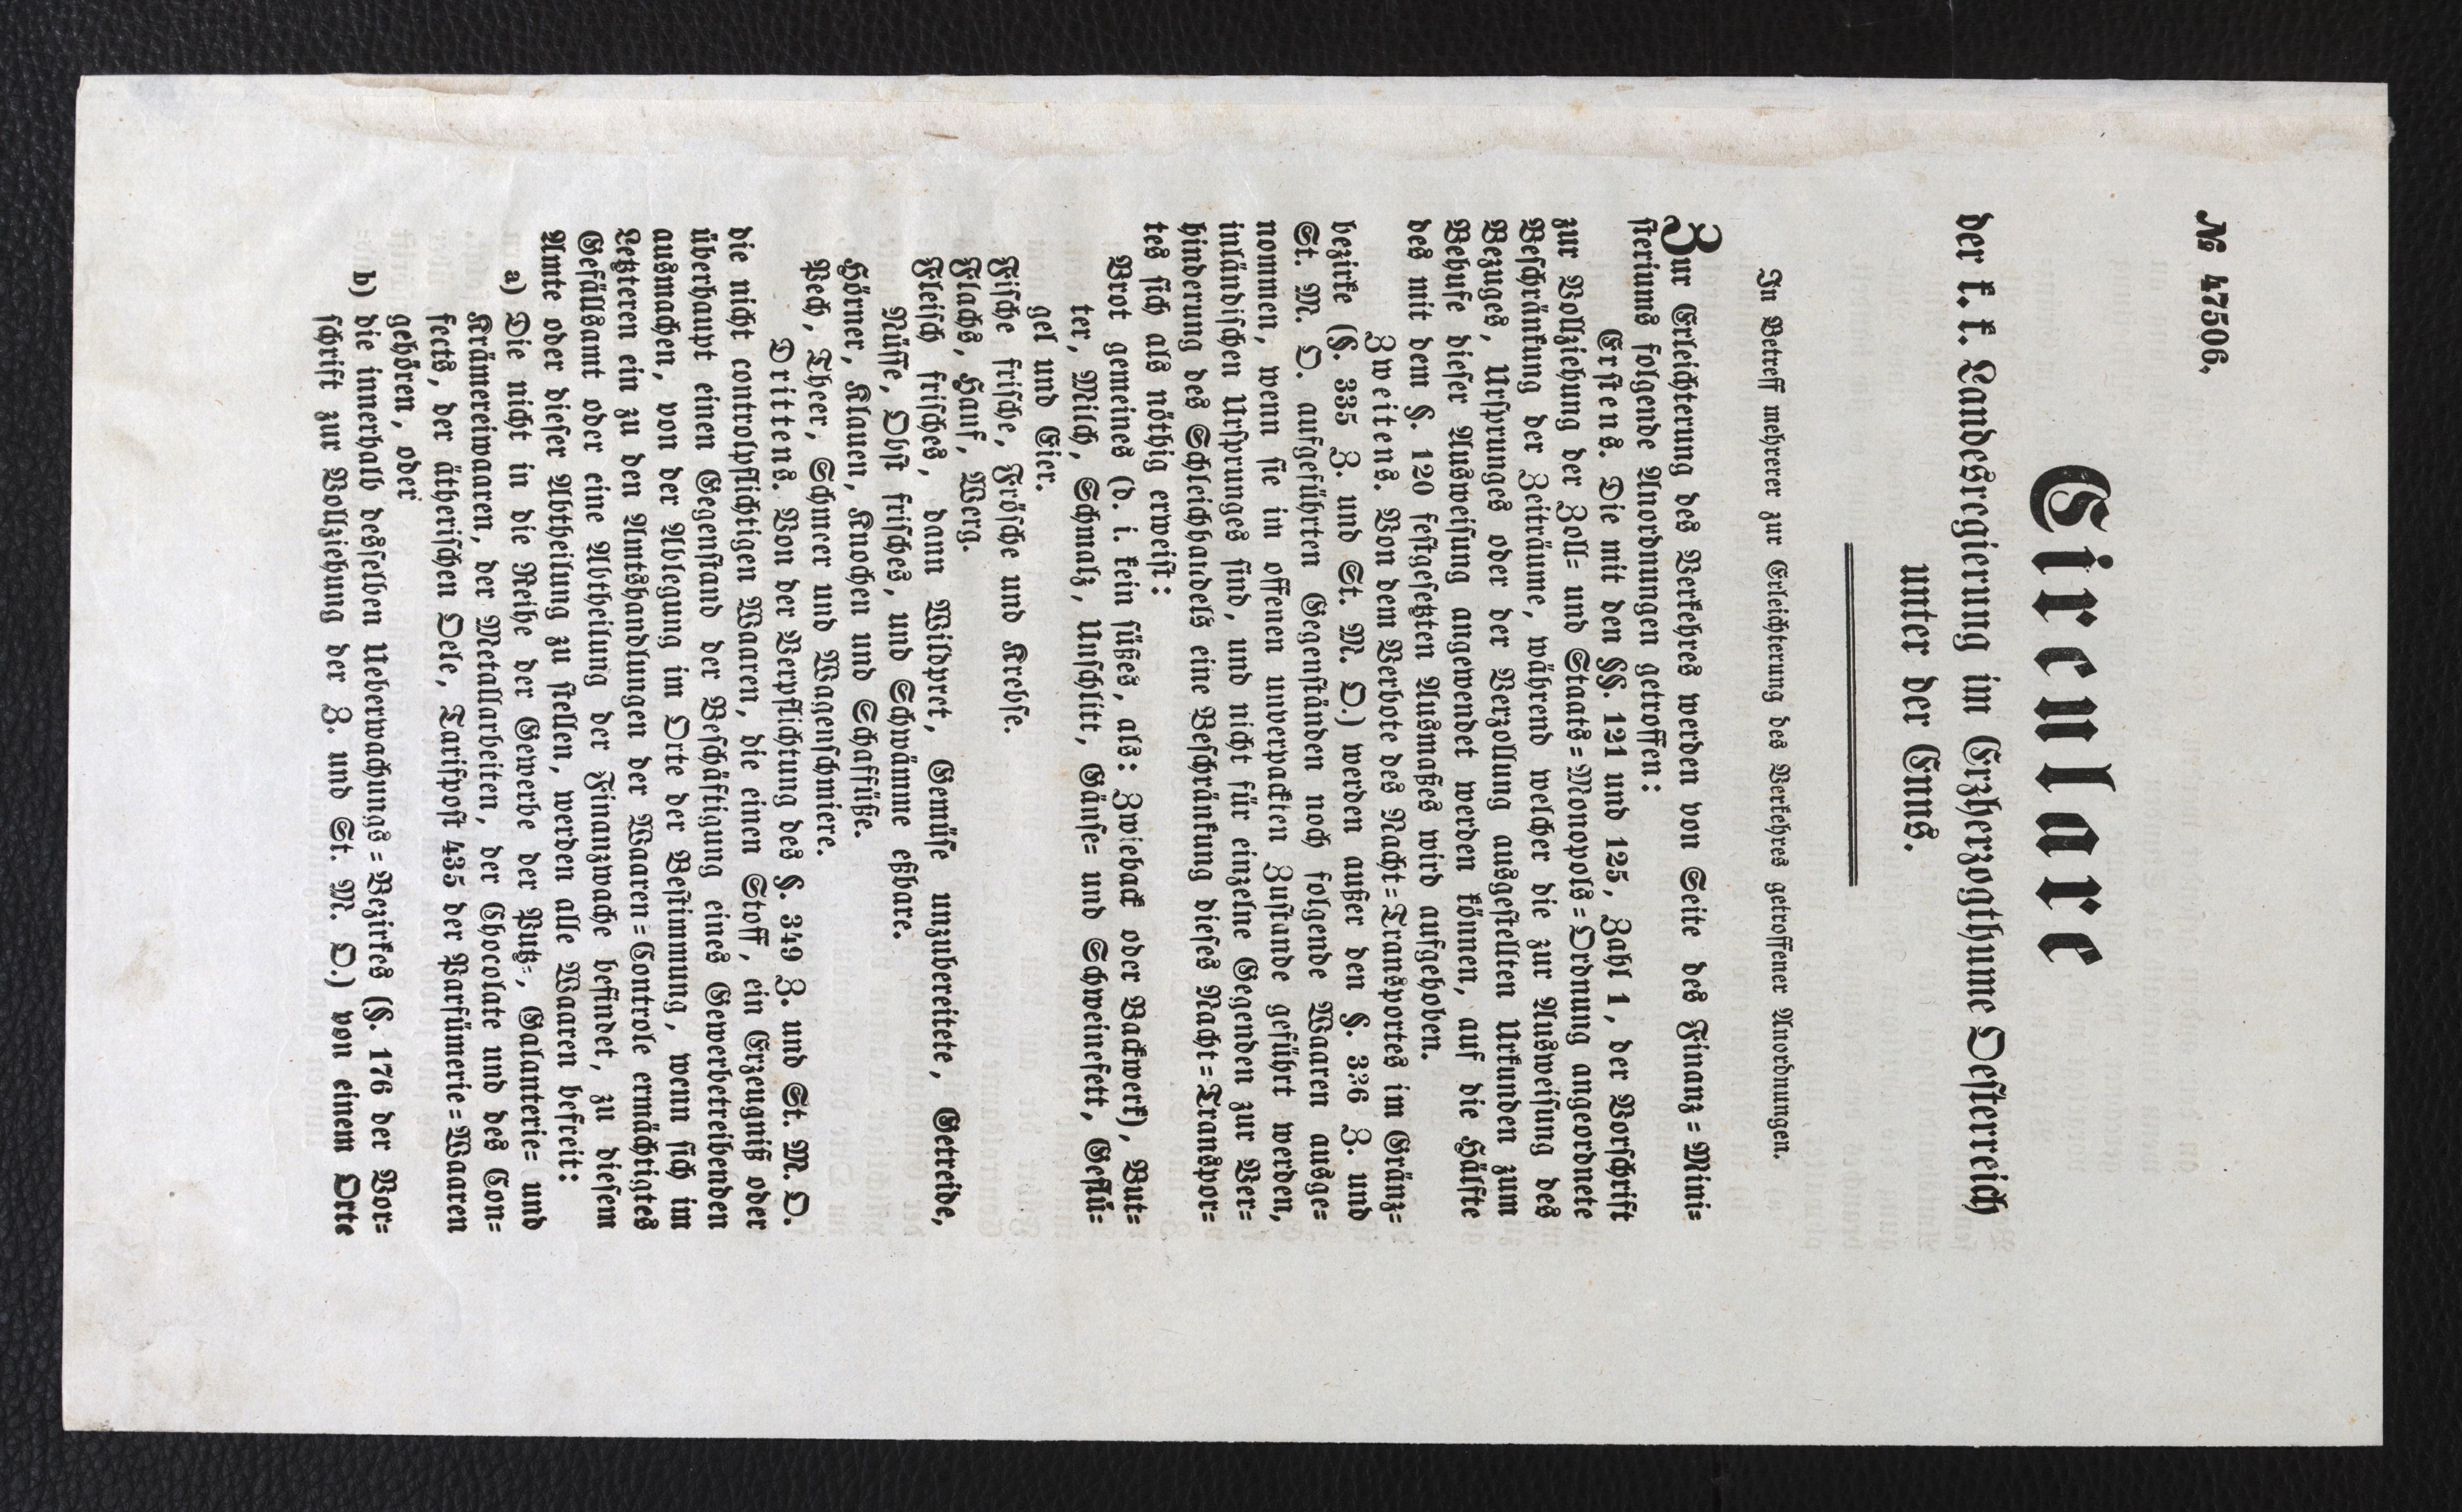 № 47506.
Circulare
der k. k. Landesregierung im Erzherzogthume Oesterreich
unter der Enns.
In Betreff mehrerer zur Erleichterung des Verkehres getroffener Anordnungen.
Zur Erleichterung des Verkehres werden von Seite des Finanz=Mini=
steriums folgende Anordnungen getroffen:
Erstens. Die mit den §§. 121 und 125, Zahl 1, der Vorschrift
zur Vollziehung der Zoll= und Staats=Monopols=Ordnung angeordnete
Beschränkung der Zeiträume, während welcher die zur Ausweisung des
Bezuges, Ursprunges oder der Verzollung ausgestellten Urkunden zum
Behufe dieser Ausweisung angewendet werden können, auf die Hälfte
des mit dem §. 120 festgesetzten Ausmaßes wird aufgehoben.
Zweitens. Von dem Verbote des Nacht=Transportes im Gränz=
bezirke (§. 335 Z. und St. M. O.) werden außer den §. 336 Z. und
St. M. O. aufgeführten Gegenständen noch folgende Waaren ausge=
nommen, wenn sie in offenen unverpackten Zustande geführt werden,
inländischen Ursprunges sind, und nicht für einzelne Gegenden zur Ver=
hinderung des Schleichhandels eine Beschränkung dieses Nacht=Transpor=
tes sich als nöthig erweist:
Brot gemeines (d. i. kein süßes, als: Zwieback oder Backwerk), But=
ter, Milch, Schmalz, Unschlitt, Gänse= und Schweinefett, Geflü=
gel und Eier.
Fische frische, Frösche und Krebse.
Flachs, Hanf, Werg.
Fleisch frisches, dann Wildpret, Gemüse unzubereitete, Getreide,
Nüsse, Obst frisches, und Schwämme eßbare.
Hörner, Klauen, Knochen und Schaffüße.
Pech, Theer, Schmeer und Wagenschmiere.
Drittens. Von der Verpflichtung des §. 349 Z. und St. M. O.
die nicht controlpflichtigen Waaren, die einen Stoff, ein Erzeugniß oder
überhaupt einen Gegenstand der Beschäftigung eines Gewerbetreibenden
ausmachen, von der Ablegung im Orte der Bestimmung, wenn sich im
Letzteren ein zu den Amtshandlungen der Waaren=Controle ermächtigtes
Gefällsamt oder eine Abtheilung der Finanzwache befindet, zu diesem
Amte oder dieser Abtheilung zu stellen, werden alle Waaren befreit:
a) Die nicht in die Reihe der Gewerbe der Putz=, Galanterie= und
Krämereiwaaren, der Metallarbeiten, der Chocolate und des Con=
fects, der ätherischen Oele, Tarifpost 435 der Parfümerie=Waaren
gehören, oder
b) die innerhalb desselben Ueberwachungs=Bezirkes (§. 176 der Vor=
schrift zur Vollziehung der Z. und St. M. O.) von einem Orte